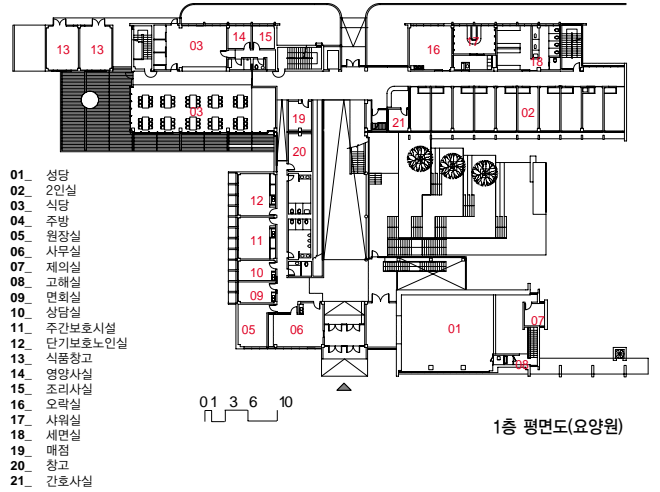 13 13 03 14 15 16 18
03 19 21 02
20
12
11
10
09
05 06 01 07
08
01_ 성당
02_ 2인실
03_ 식당
04_ 주방
05_ 원장실
06_ 사무실
07_ 제의실
08_ 고해실
09_ 면회실
10_ 상담실
11_ 주간보호시설
12_ 단기보호노인실
13_ 식품창고
14_ 영양사실
15_ 조리사실
16_ 오락실
17_ 샤워실
18_ 세면실
19_ 매점
20_ 창고
21_ 간호사실
0 1 3 6 10
1층 평면도(요양원)